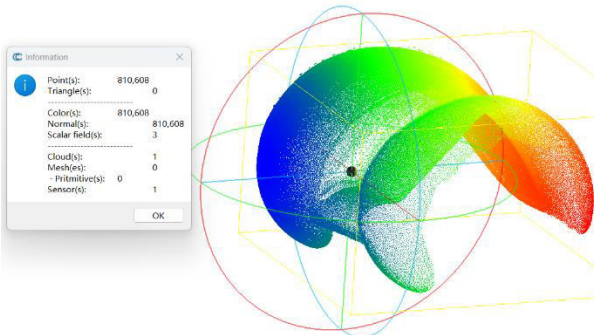 Information
Point(s): 810,608
Triangle(s): 0
------------------------
Color(s): 810,608
Normal(s): 810,608
Scalar field(s): 3
------------------------
Cloud(s): 1
Mesh(es): 0
- Pritmitive(s): 0
Sensor(s): 1
OK